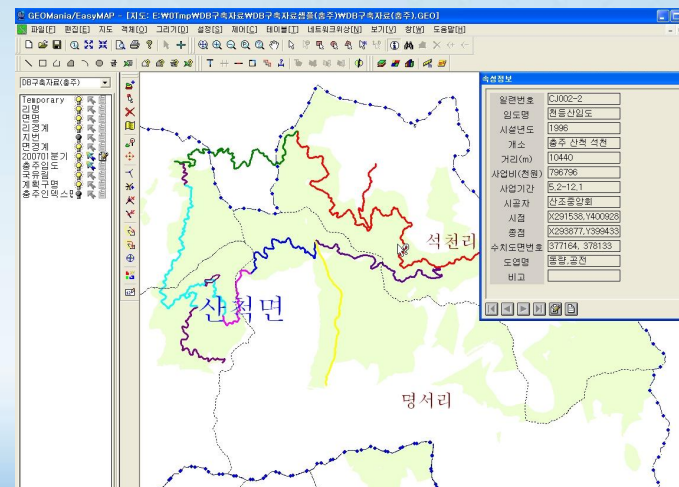 GEOMania/EasyMAP - [지도: E:\0Tmp\DB구축자료\DB구축자료샘플(충주)\DB구축자료(충주).GEO]
파일[F] 편집[E] 지도 객체[O] 그리기[D] 설정[S] 제어[C] 테이블[T] 네트워크위상[N] 보기[V] 창[W] 도움말[H]
DB구축자료(충주)
Temporary
리명
면명
리경계
지번
면경계
200701분기
충주임도
국유림
계획구명
충주인덱스
속성정보
일련번호 CJ002-2
임도명 천등산임도
시설년도 1996
개소 충주 산척 석천
거리(m) 10440
사업비(천원) 796796
사업기간 5,2-12,1
시공자 산조중앙회
시점 X291538,Y400928
종점 X293877,Y399433
수치도면번호 377164, 378133
도엽명 동량,공전
비고
석천리
산척면
명서리